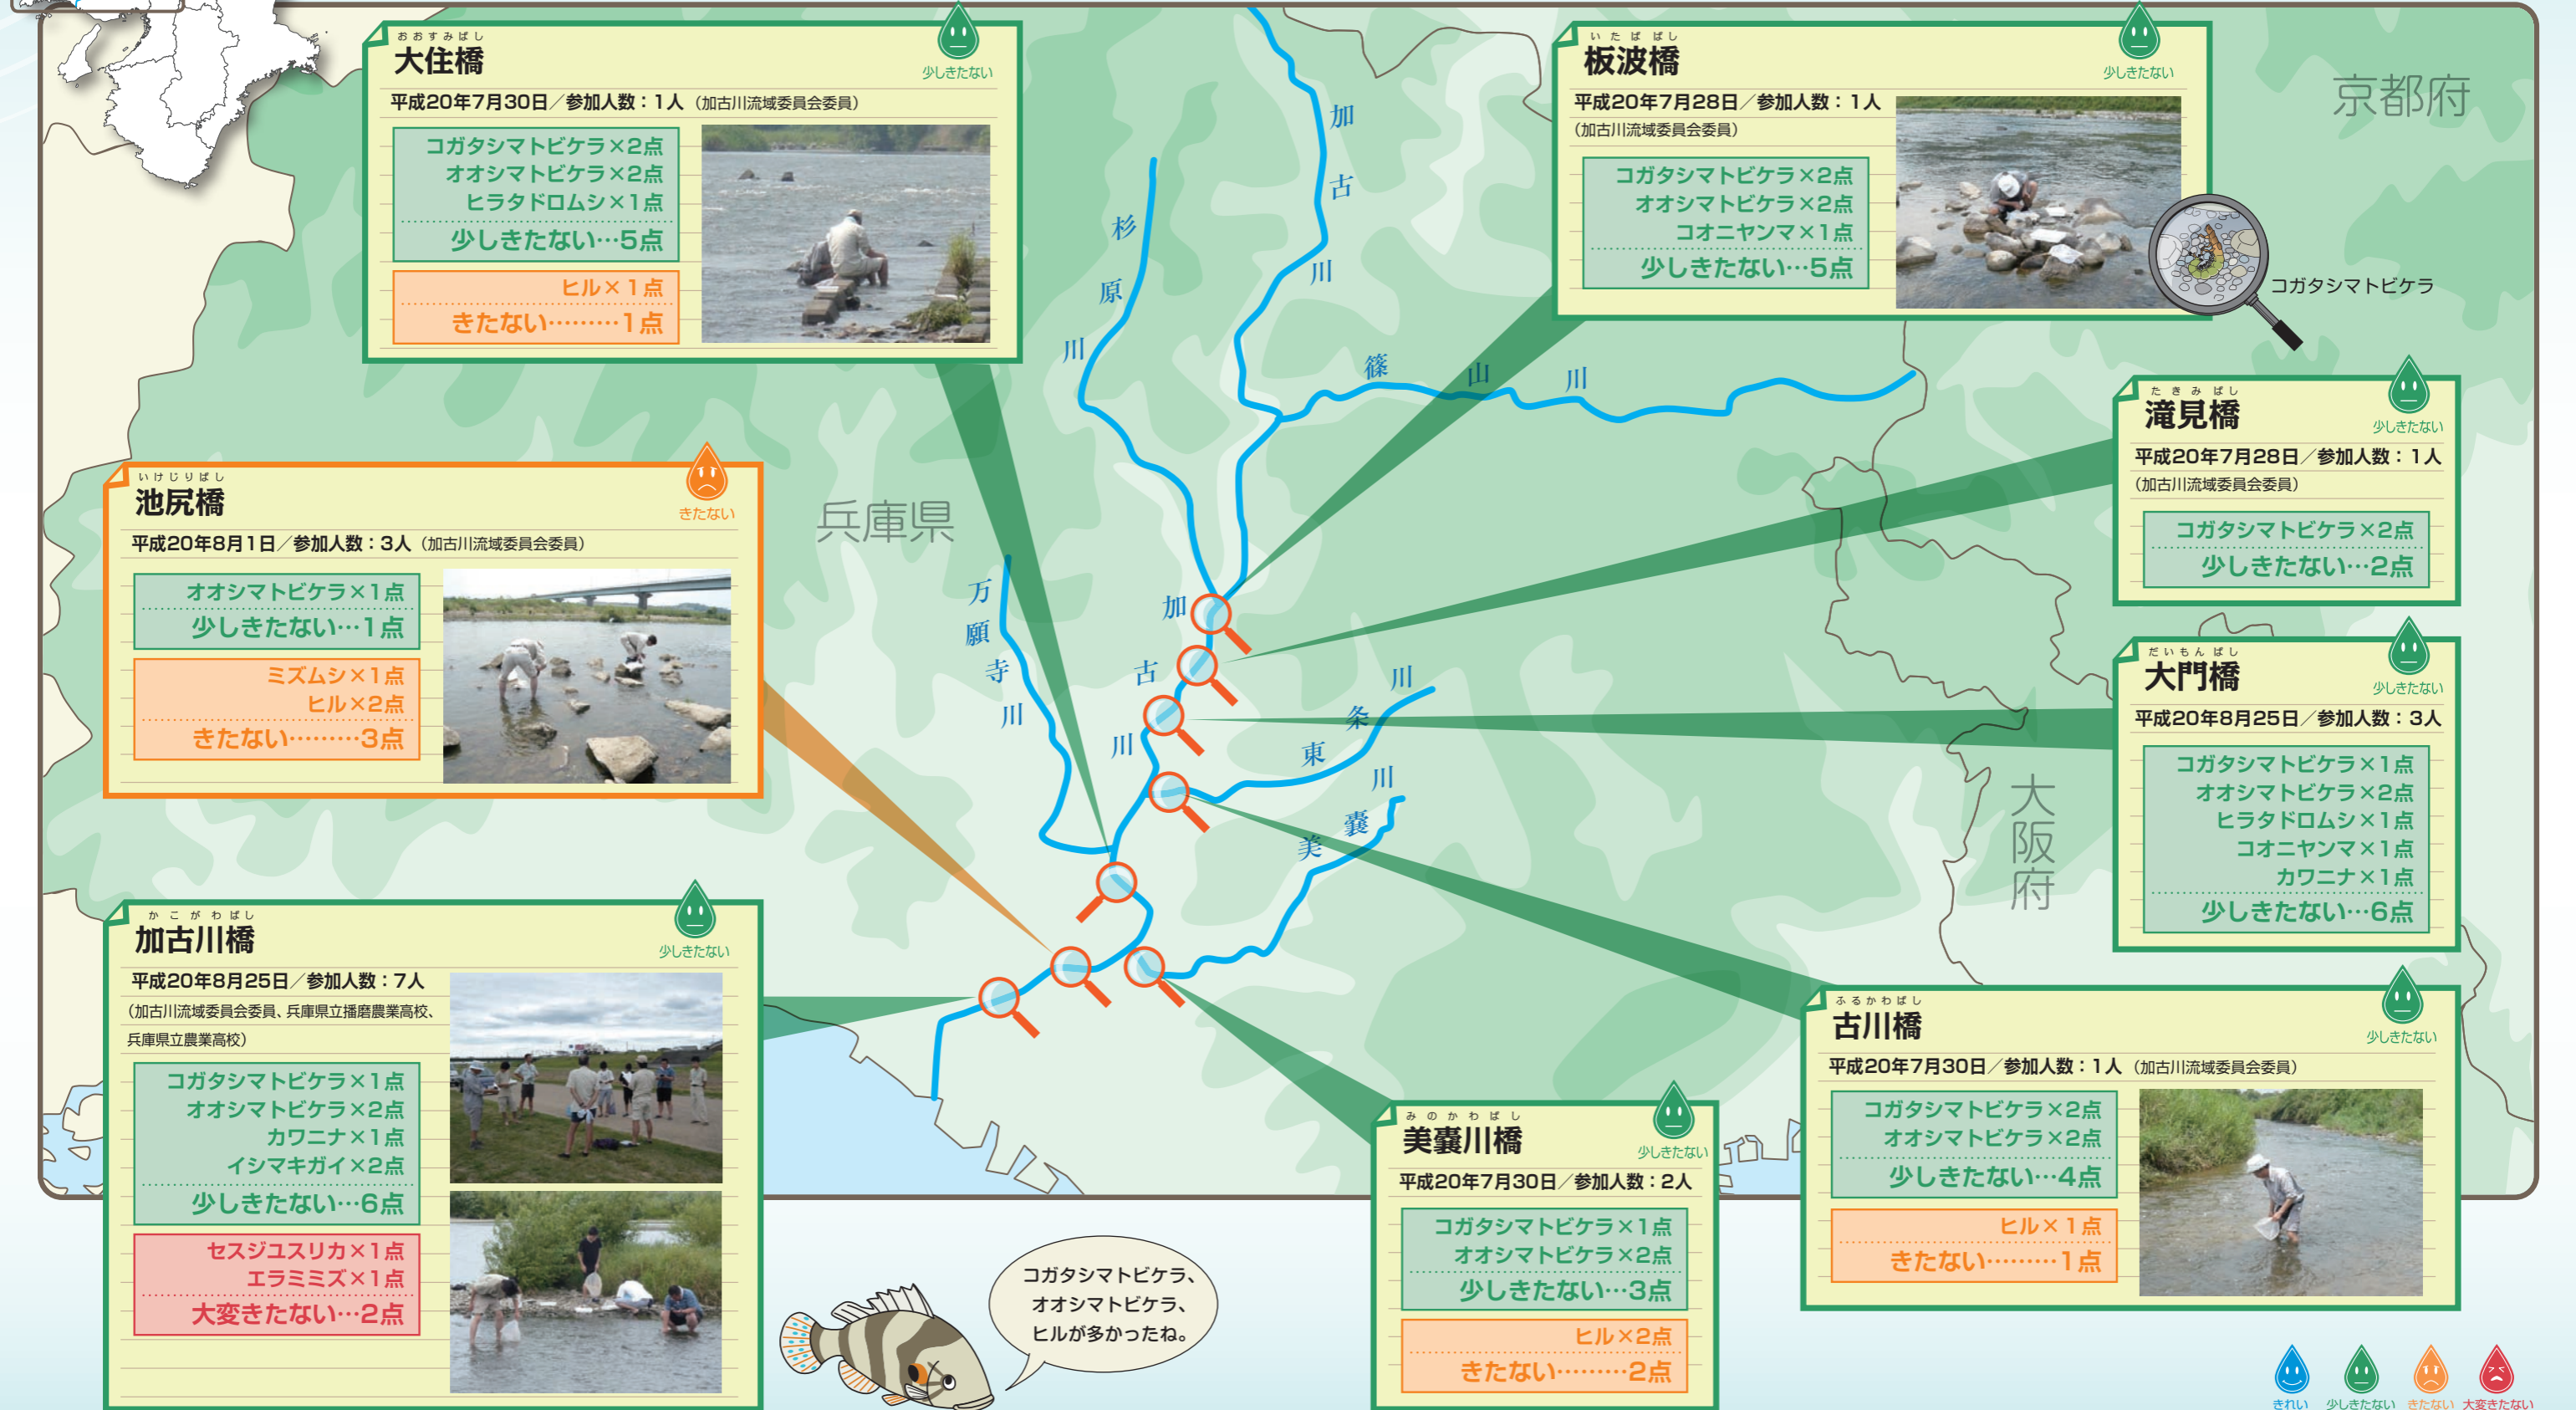 おおすみばし
大住橋
少しきたない
平成20年7月30日／参加人数：1人（加古川流域委員会委員）
コガタシマトビケラ×2点
オオシマトビケラ×2点
ヒラタドロムシ×1点
少しきたない…5点
ヒル×1点
きたない………1点
いたばばし
板波橋
少しきたない
平成20年7月28日／参加人数：1人
（加古川流域委員会委員）
コガタシマトビケラ×2点
オオシマトビケラ×2点
コオニヤンマ×1点
少しきたない…5点
コガタシマトビケラ
京都府
たきみばし
滝見橋
少しきたない
平成20年7月28日／参加人数：1人
（加古川流域委員会委員）
コガタシマトビケラ×2点
少しきたない…2点
いけじりばし
池尻橋
きたない
平成20年8月1日／参加人数：3人（加古川流域委員会委員）
オオシマトビケラ×1点
少しきたない…1点
ミズムシ×1点
ヒル×2点
きたない………3点
兵庫県
加古川
杉原川
篠山川
万願寺川
加古川
東条川
美嚢川
大阪府
だいもんばし
大門橋
少しきたない
平成20年8月25日／参加人数：3人
コガタシマトビケラ×1点
オオシマトビケラ×2点
ヒラタドロムシ×1点
コオニヤンマ×1点
カワニナ×1点
少しきたない…6点
かこがわばし
加古川橋
少しきたない
平成20年8月25日／参加人数：7人
（加古川流域委員会委員、兵庫県立播磨農業高校、
兵庫県立農業高校）
コガタシマトビケラ×1点
オオシマトビケラ×2点
カワニナ×1点
イシマキガイ×2点
少しきたない…6点
セスジユスリカ×1点
エラミミズ×1点
大変きたない…2点
ふるかわばし
古川橋
少しきたない
平成20年7月30日／参加人数：1人（加古川流域委員会委員）
コガタシマトビケラ×2点
オオシマトビケラ×2点
少しきたない…4点
ヒル×1点
きたない………1点
みのかわばし
美嚢川橋
少しきたない
平成20年7月30日／参加人数：2人
コガタシマトビケラ×1点
オオシマトビケラ×2点
少しきたない…3点
ヒル×2点
きたない………2点
コガタシマトビケラ、
オオシマトビケラ、
ヒルが多かったね。
きれい 少しきたない きたない 大変きたない